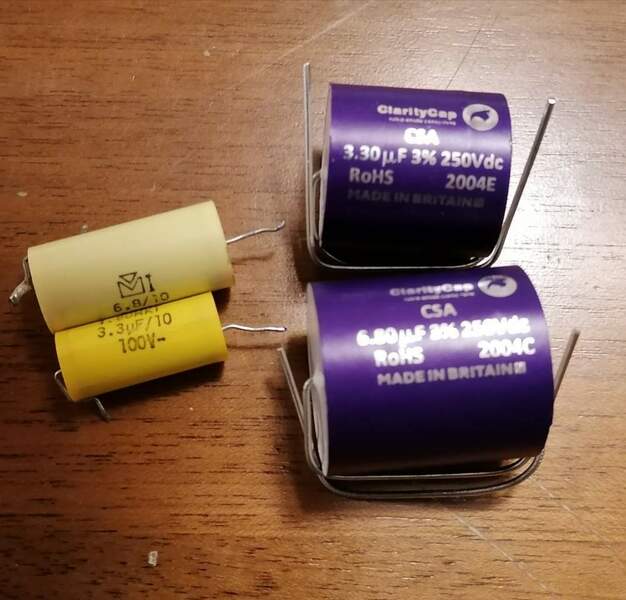 MI
6.8/10
3.3µF/10
100V~
ClarityCap
CSA
3.30µF 3% 250Vdc
RoHS 2004E
MADE IN BRITAIN
ClarityCap
CSA
6.80µF 3% 250Vdc
RoHS 2004C
MADE IN BRITAIN